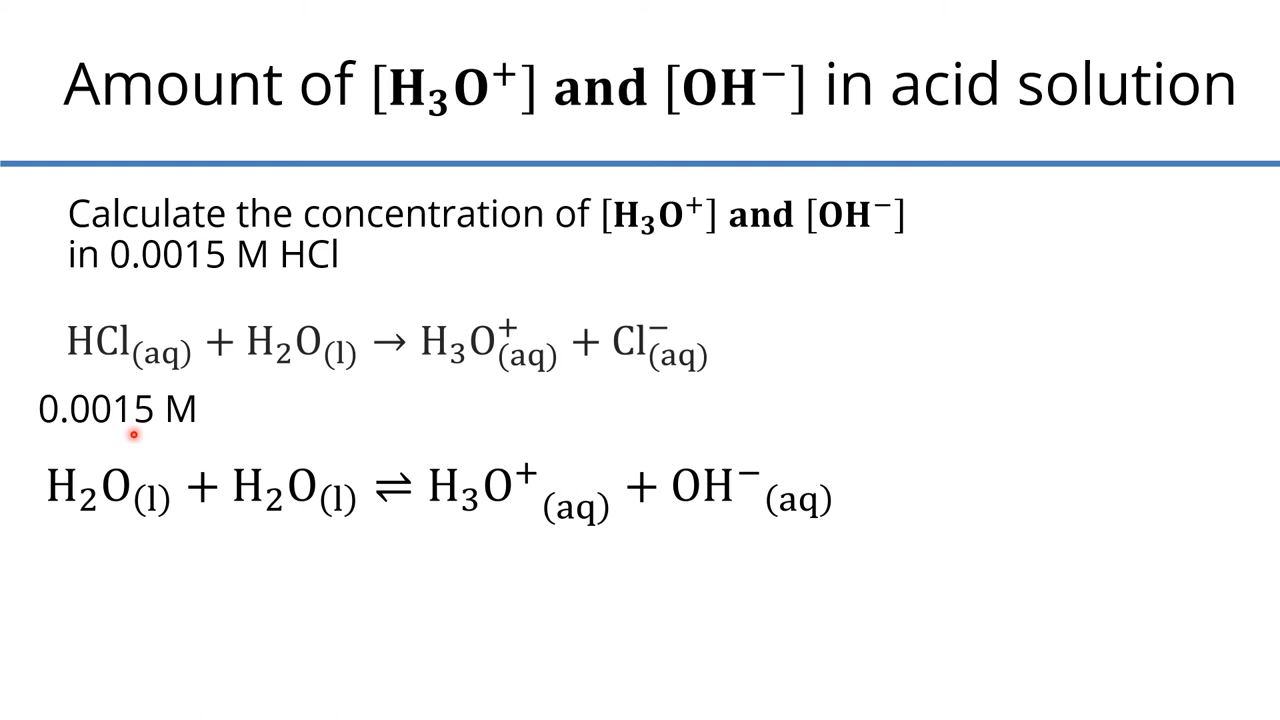 Amount of [H₃O⁺] and [OH⁻] in acid solution
Calculate the concentration of [H₃O⁺] and [OH⁻]
in 0.0015 M HCl
HCl₍aq₎ + H₂O₍l₎ → H₃O⁺₍aq₎ + Cl⁻₍aq₎
0.0015 M
H₂O₍l₎ + H₂O₍l₎ ⇌ H₃O⁺₍aq₎ + OH⁻₍aq₎